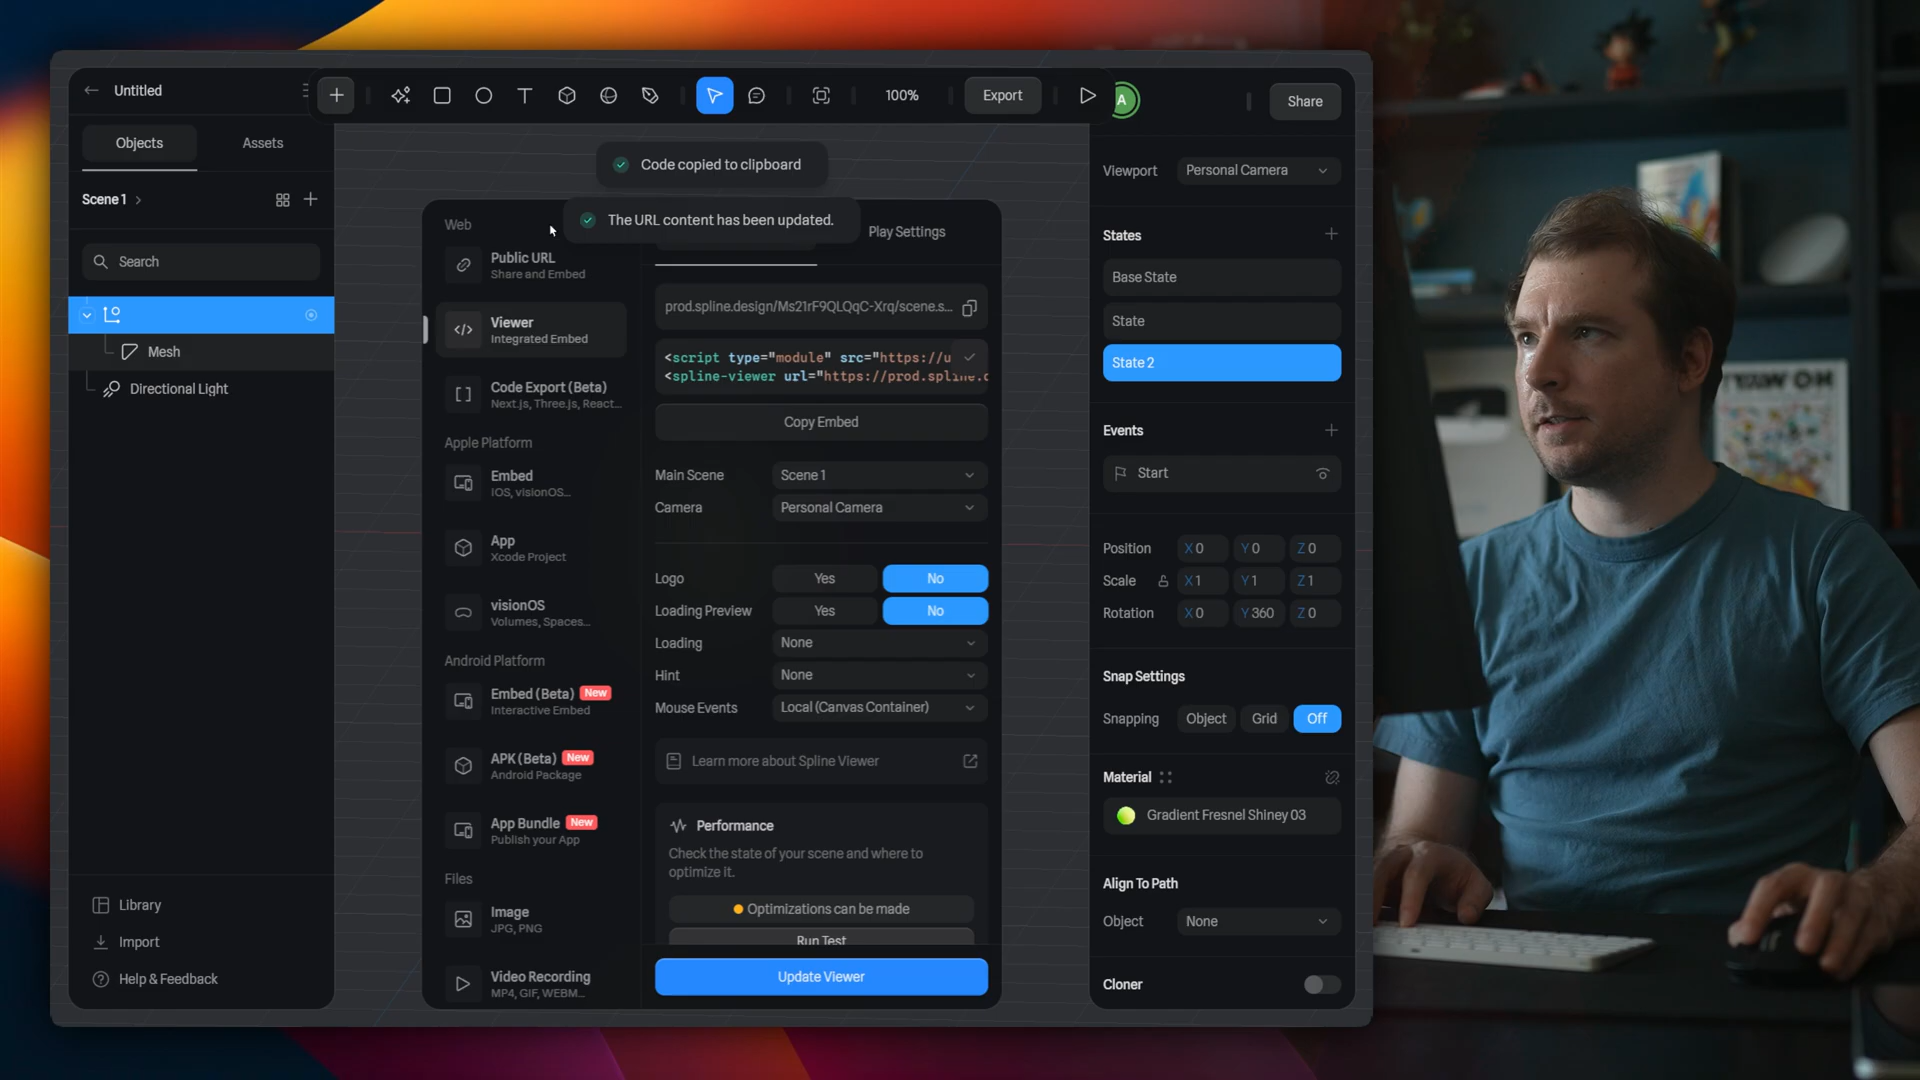 Untitled
100%
Export
A
Share
Objects
Assets
Scene 1
Search
Mesh
Directional Light
Library
Import
Help & Feedback
Code copied to clipboard
The URL content has been updated.
Web
Public URL
Share and Embed
Viewer
Integrated Embed
Code Export (Beta)
Next.js, Three.js, React...
Apple Platform
Embed
IOS, visionOS...
App
Xcode Project
visionOS
Volumes, Spaces...
Android Platform
Embed (Beta) New
Interactive Embed
APK (Beta) New
Android Package
App Bundle New
Publish your App
Files
Image
JPG, PNG
Video Recording
MP4, GIF, WEBM...
Play Settings
prod.spline.design/Ms21rF9QLQqC-Xrq/scene.s...
<script type="module" src="https://u
<spline-viewer url="https://prod.spline.d
Copy Embed
Main Scene Scene 1
Camera Personal Camera
Logo Yes No
Loading Preview Yes No
Loading None
Hint None
Mouse Events Local (Canvas Container)
Learn more about Spline Viewer
Performance
Check the state of your scene and where to
optimize it.
Optimizations can be made
Run Test
Update Viewer
Viewport Personal Camera
States
Base State
State
State 2
Events
Start
Position X 0 Y 0 Z 0
Scale X 1 Y 1 Z 1
Rotation X 0 Y 360 Z 0
Snap Settings
Snapping Object Grid Off
Material
Gradient Fresnel Shiney 03
Align To Path
Object None
Cloner